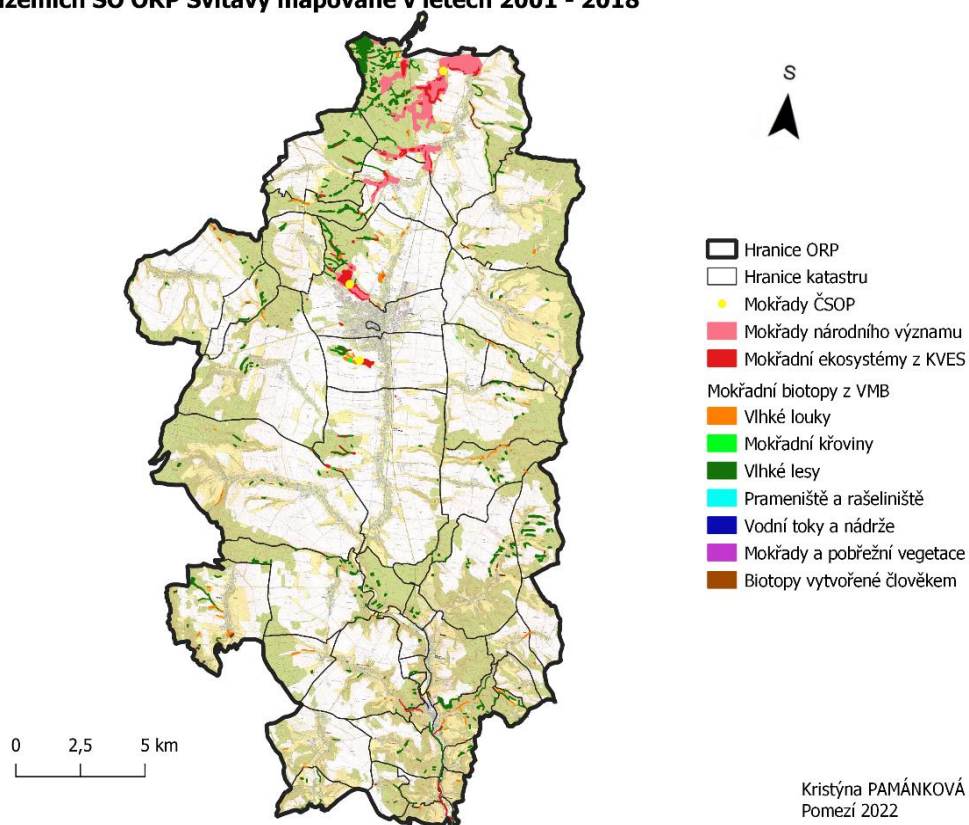 územích SO ORP Svitavy mapované v letech 2001 - 2018
S
Hranice ORP
Hranice katastru
Mokřady ČSOP
Mokřady národního významu
Mokřadní ekosystémy z KVES
Mokřadní biotopy z VMB
Vlhké louky
Mokřadní křoviny
Vlhké lesy
Prameniště a rašeliniště
Vodní toky a nádrže
Mokřady a pobřežní vegetace
Biotopy vytvořené člověkem
0 2,5 5 km
Kristýna PAMÁNKOVÁ
Pomezí 2022